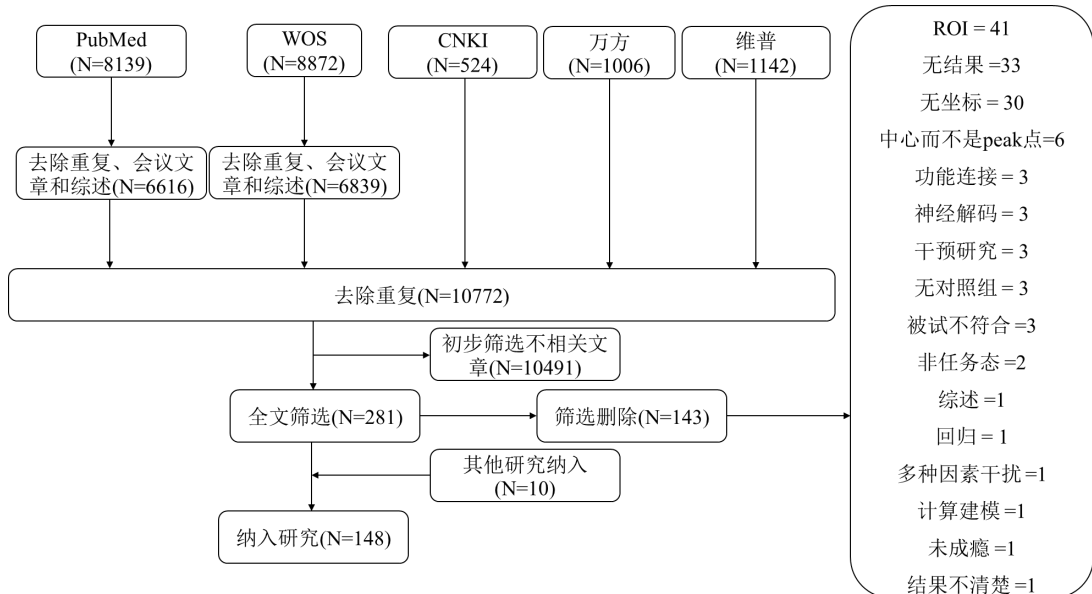 PubMed
(N=8139)
WOS
(N=8872)
CNKI
(N=524)
万方
(N=1006)
维普
(N=1142)
去除重复、会议文
章和综述(N=6616)
去除重复、会议文
章和综述(N=6839)
去除重复(N=10772)
初步筛选不相关文
章(N=10491)
全文筛选(N=281)
筛选删除(N=143)
其他研究纳入
(N=10)
纳入研究(N=148)
ROI = 41
无结果 =33
无坐标 = 30
中心而不是peak点=6
功能连接 = 3
神经解码 = 3
干预研究 = 3
无对照组 = 3
被试不符合 =3
非任务态 =2
综述 =1
回归 = 1
多种因素干扰 =1
计算建模 =1
未成瘾 =1
结果不清楚 =1